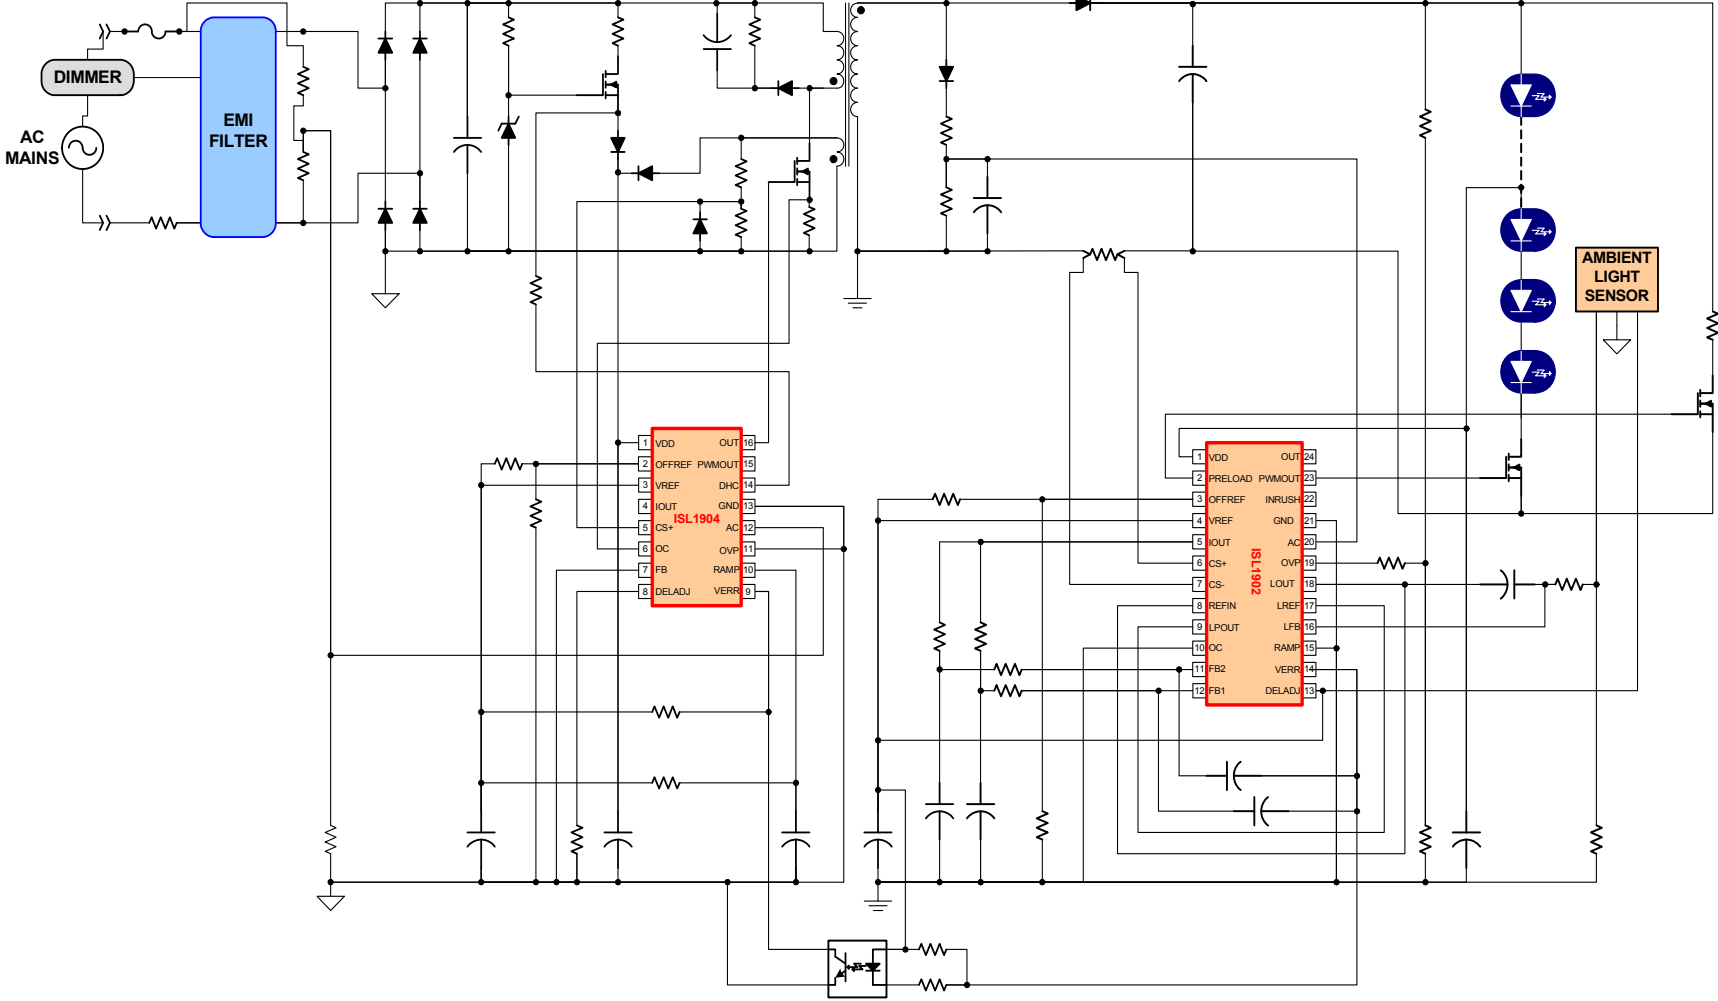 DIMMER
AC
MAINS
EMI
FILTER
AMBIENT
LIGHT
SENSOR
1 VDD OUT 16
2 OFFREF PWMOUT 15
3 VREF DHC 14
4 IOUT GND 13
ISL1904
5 CS+ AC 12
6 OC OVP 11
7 FB RAMP 10
8 DELADJ VERR 9
1 VDD OUT 24
2 PRELOAD PWMOUT 23
3 OFFREF INRUSH 22
4 VREF GND 21
5 IOUT AC 20
6 CS+ OVP 19
7 CS- LOUT 18
ISL1902
8 REFIN LREF 17
9 LPOUT LFB 16
10 OC RAMP 15
11 FB2 VERR 14
12 FB1 DELADJ 13